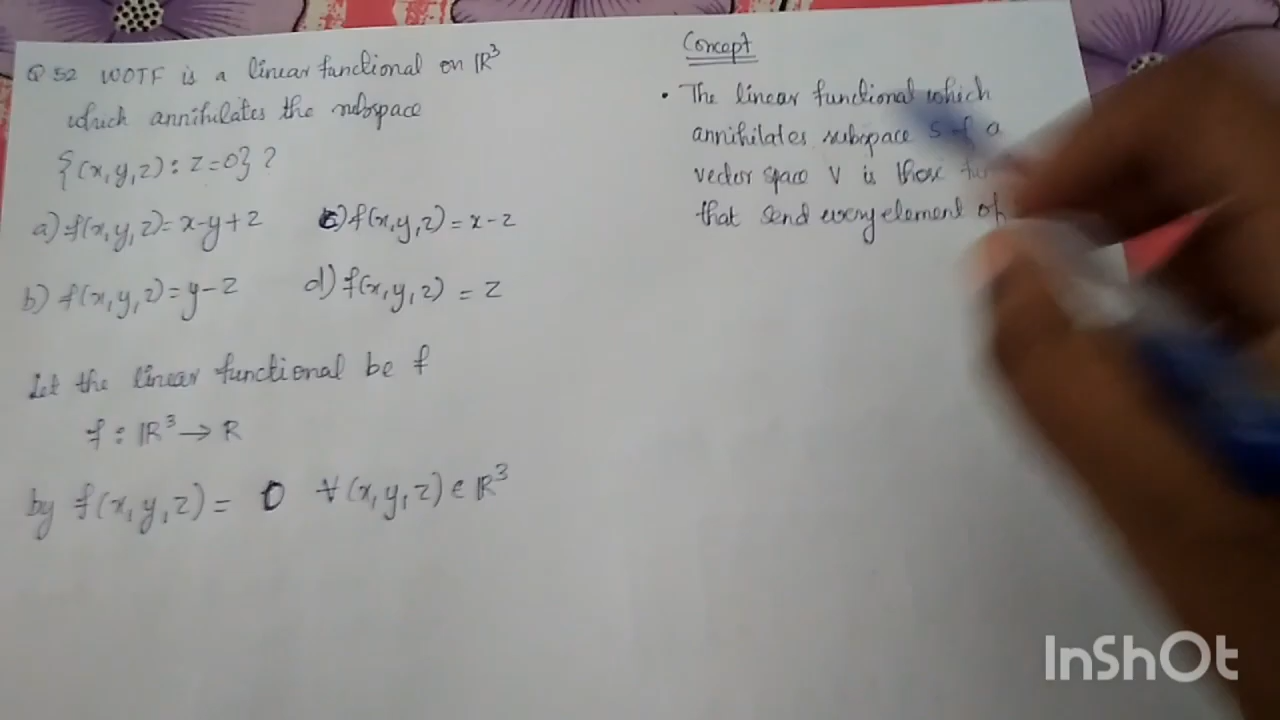 Q 52 WOTF is a linear functional on ℝ³
which annihilates the subspace
{(x,y,z): z=0} ?
a) f(x,y,z)= x-y+z
c) f(x,y,z) = x-z
b) f(x,y,z)=y-z
d) f(x,y,z) = z
Let the linear functional be f
f : ℝ³ → R
by f(x,y,z) = 0 ∀ (x,y,z) ∈ ℝ³
Concept
• The linear functional which
annihilates subspace S of a
vector space V is those
that send every element of
InShOt